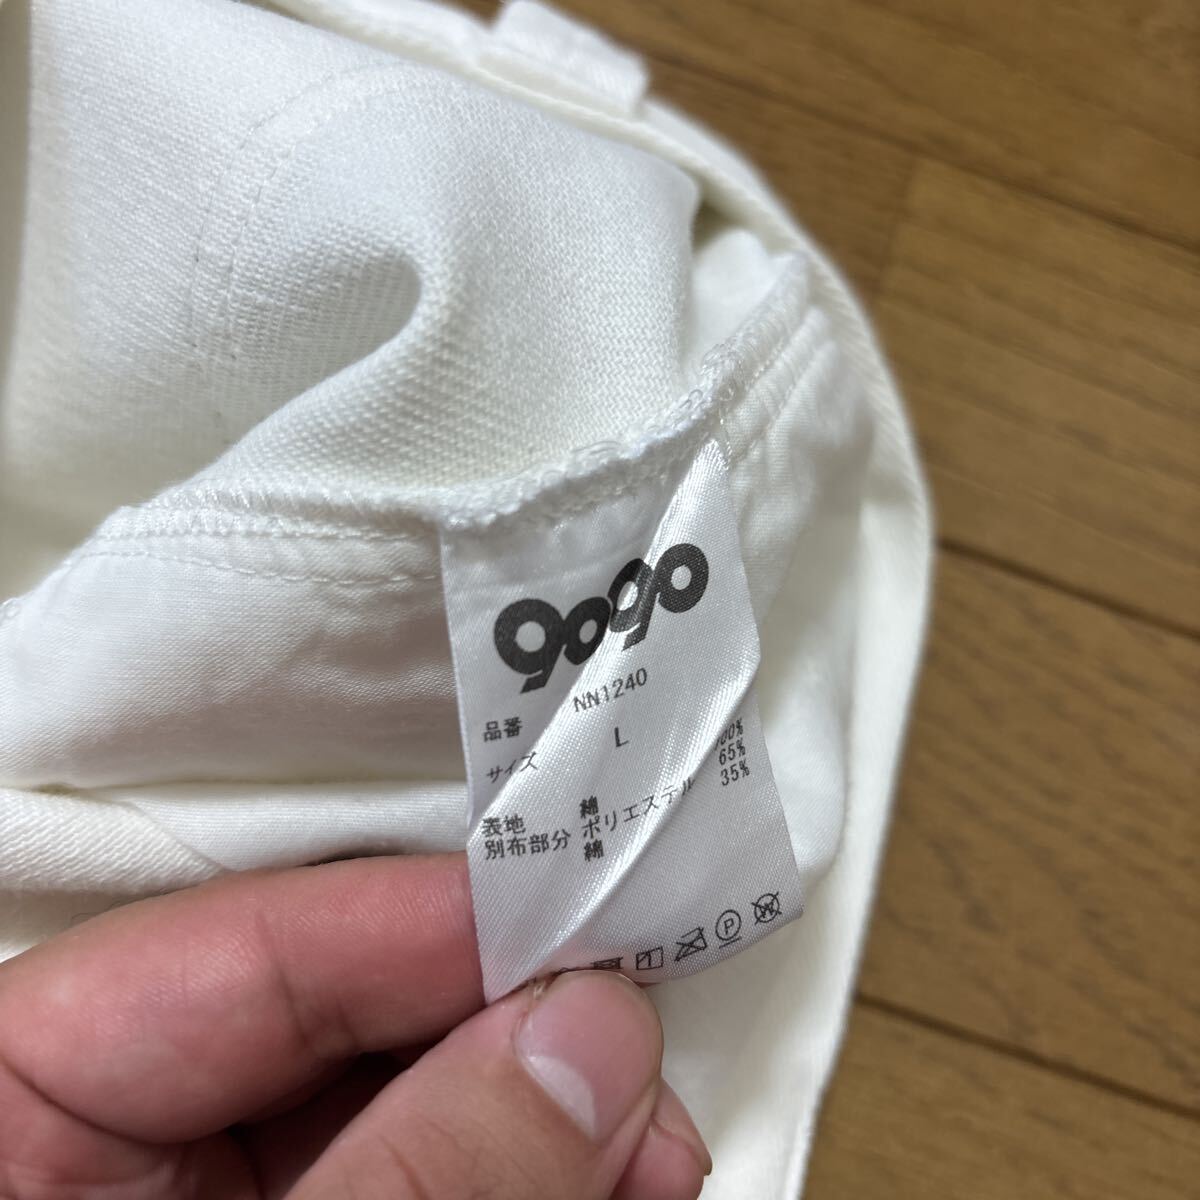 9090
品番 NN1240
サイズ L
表地 綿 100%
別布部分 ポリエステル 65%
綿 35%
P
W